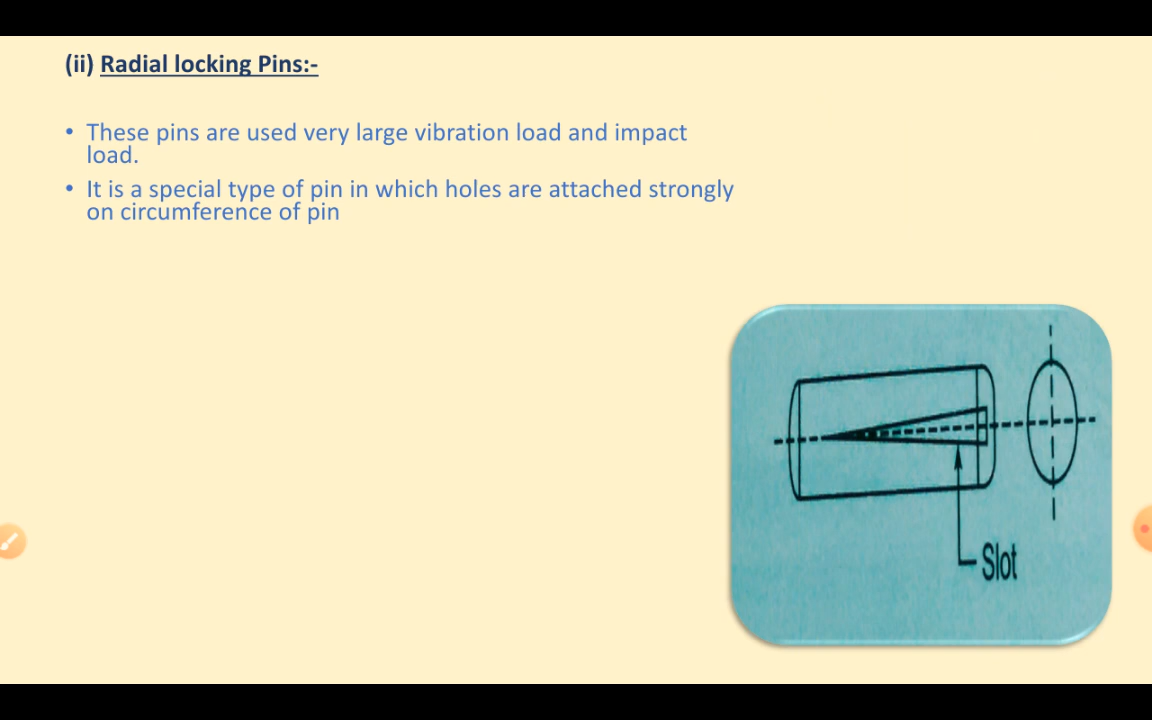 (ii) Radial locking Pins:-
• These pins are used very large vibration load and impact
load.
• It is a special type of pin in which holes are attached strongly
on circumference of pin
Slot